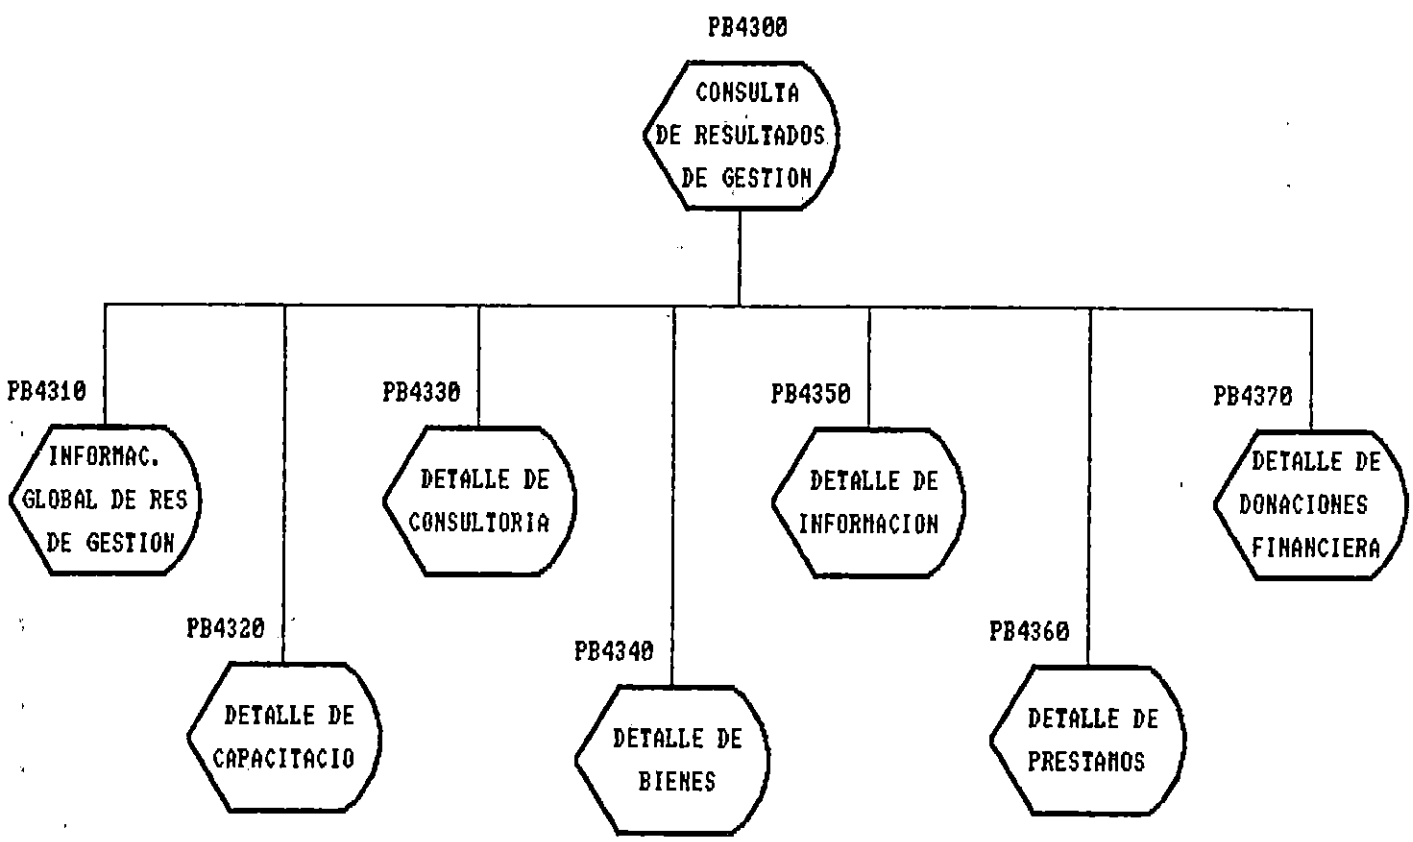 PB4300
CONSULTA
DE RESULTADOS
DE GESTION
PB4310
INFORMAC.
GLOBAL DE RES
DE GESTION
PB4330
DETALLE DE
CONSULTORIA
PB4350
DETALLE DE
INFORMACION
PB4370
DETALLE DE
DONACIONES
FINANCIERA
PB4320
DETALLE DE
CAPACITACIO
PB4340
DETALLE DE
BIENES
PB4360
DETALLE DE
PRESTAMOS